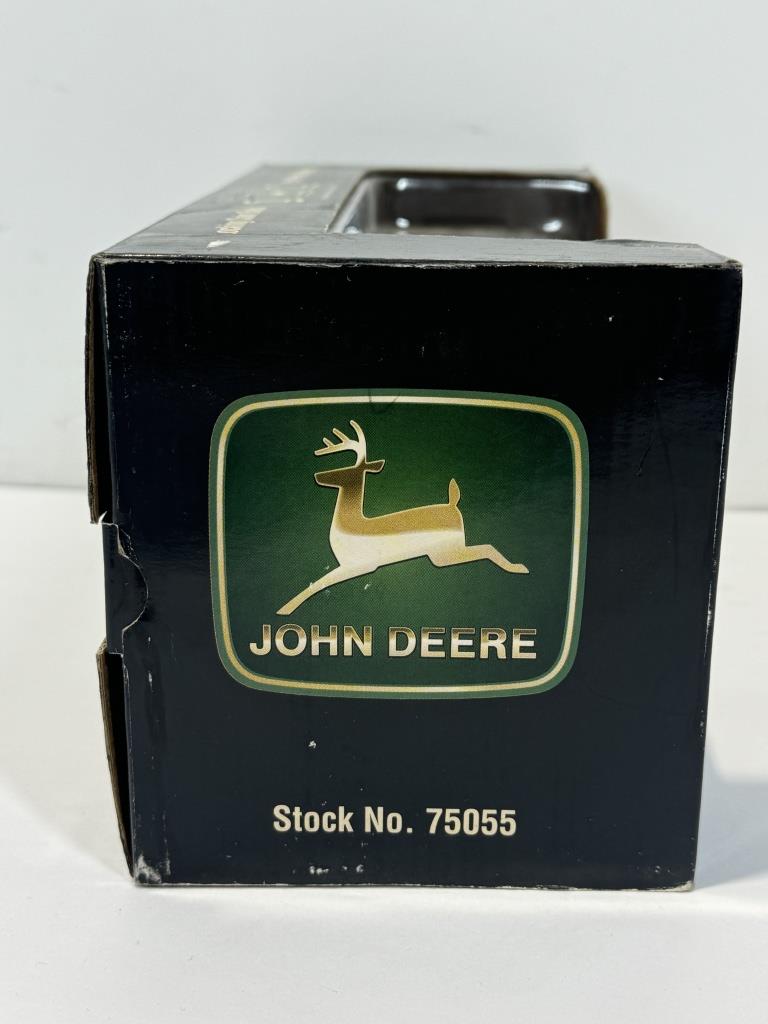 JOHN DEERE
Stock No. 75055